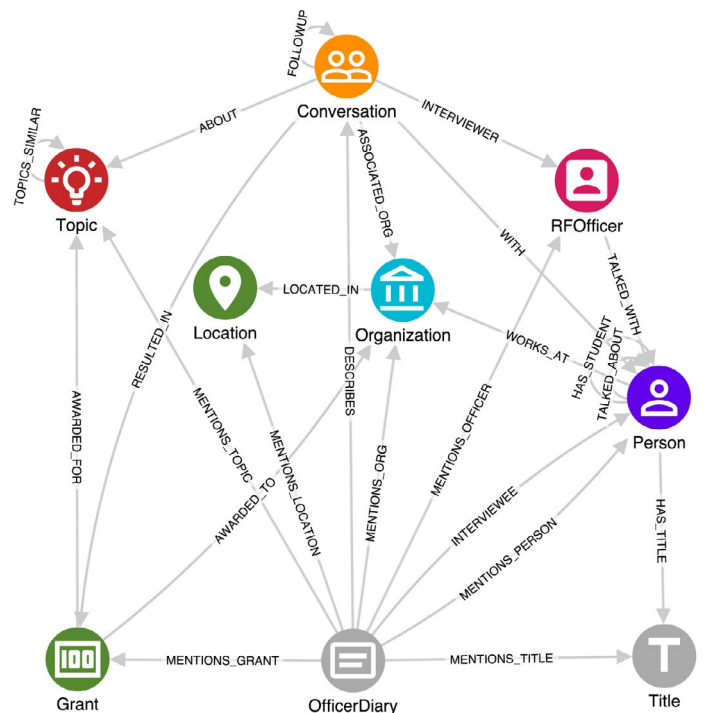 FOLLOWUP
Conversation
ABOUT
INTERVIEWER
TOPICS_SIMILAR
ASSOCIATED_ORG
Topic
RFOfficer
WITH
TALKED_WITH
LOCATED_IN
Location
Organization
RESULTED_IN
WORKS_AT
HAS_STUDENT
TALKED_ABOUT
DESCRIBES
Person
AWARDED_FOR
MENTIONS_TOPIC
MENTIONS_LOCATION
MENTIONS_OFFICER
AWARDED_TO
MENTIONS_ORG
INTERVIEWEE
MENTIONS_PERSON
HAS_TITLE
100
MENTIONS_GRANT
MENTIONS_TITLE
T
Grant
OfficerDiary
Title